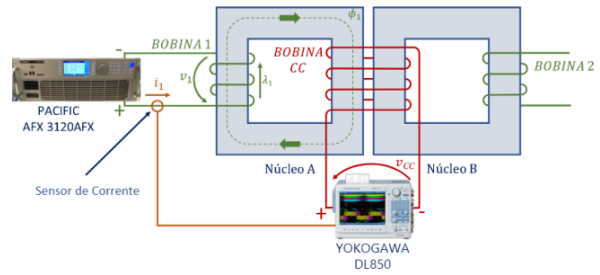 ϕ₁
BOBINA 1
BOBINA
CC
BOBINA 2
-
v₁
λ₁
i₁
+
PACIFIC
AFX 3120AFX
Sensor de Corrente
Núcleo A
Núcleo B
v_CC
+
-
YOKOGAWA
DL850